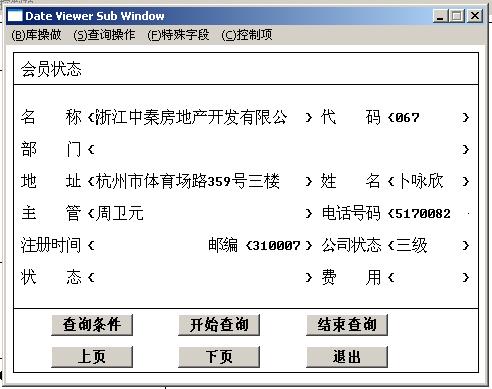 Date Viewer Sub Window
(B)库操做 (S)查询操作 (F)特殊字段 (C)控制项
会员状态
名 称 <浙江中秦房地产开发有限公 > 代 码 <067 >
部 门 < >
地 址 <杭州市体育场路359号三楼 > 姓 名 <卜咏欣 >
主 管 <周卫元 > 电话号码 <5170082
注册时间 < 邮编 <310007> 公司状态 <三级 >
状 态 < > 费 用 < >
查询条件 开始查询 结束查询
上页 下页 退出